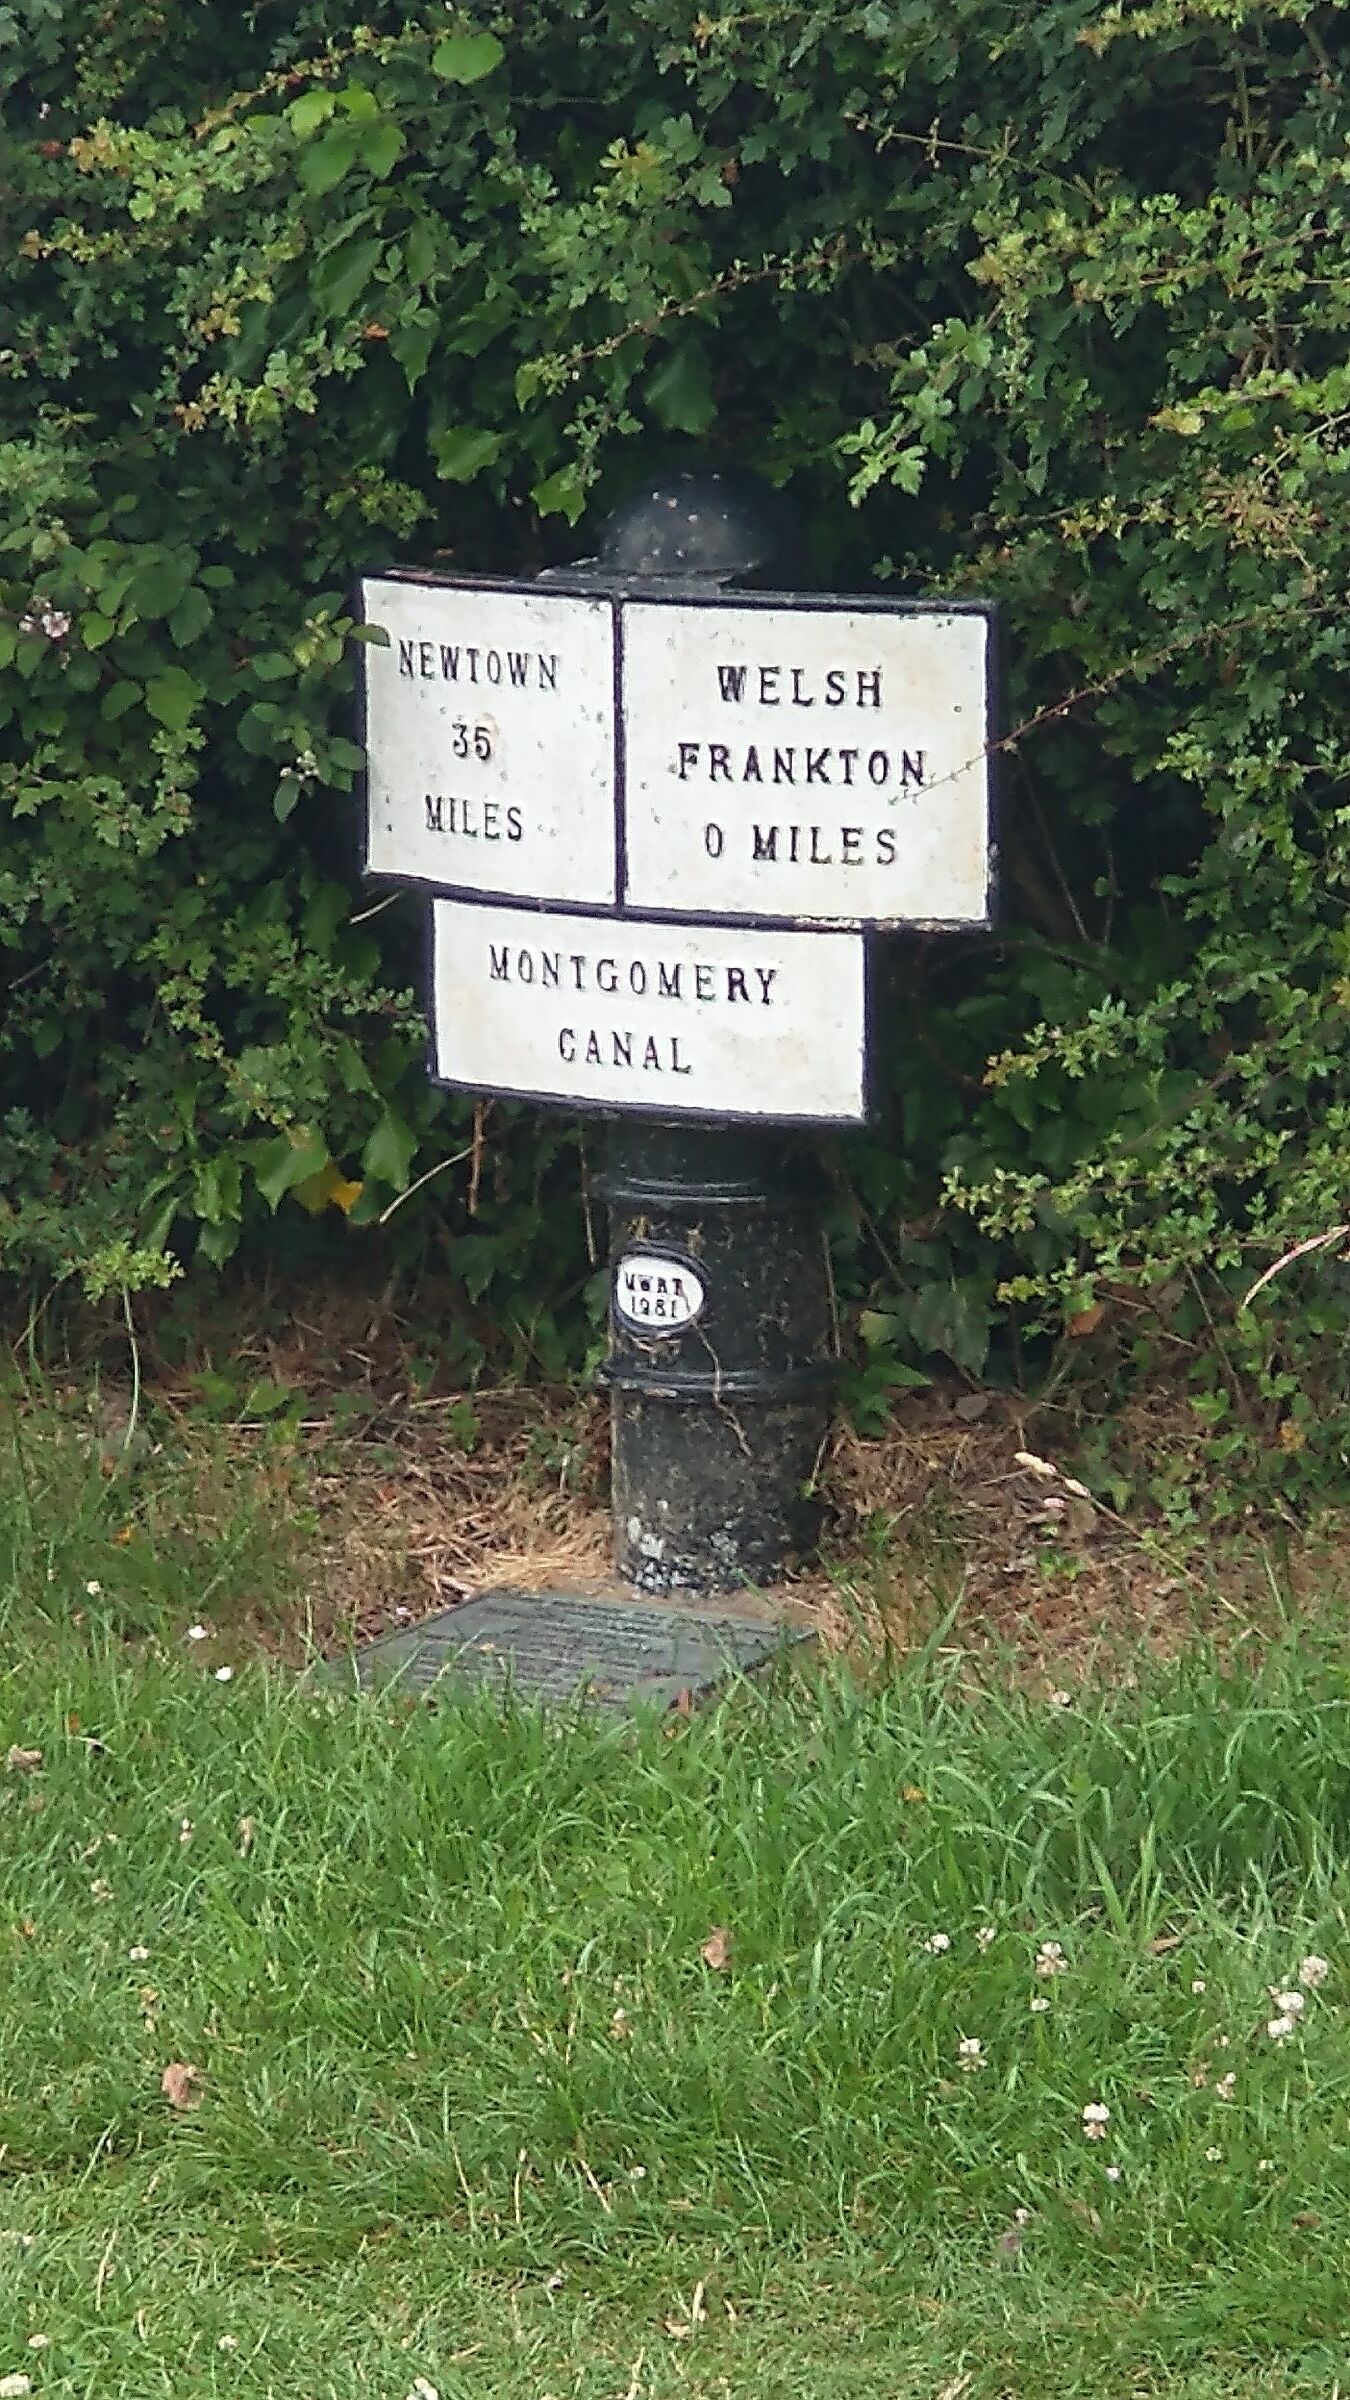 NEWTOWN
35
MILES
WELSH
FRANKTON
0 MILES
MONTGOMERY
CANAL
MWRT
1981